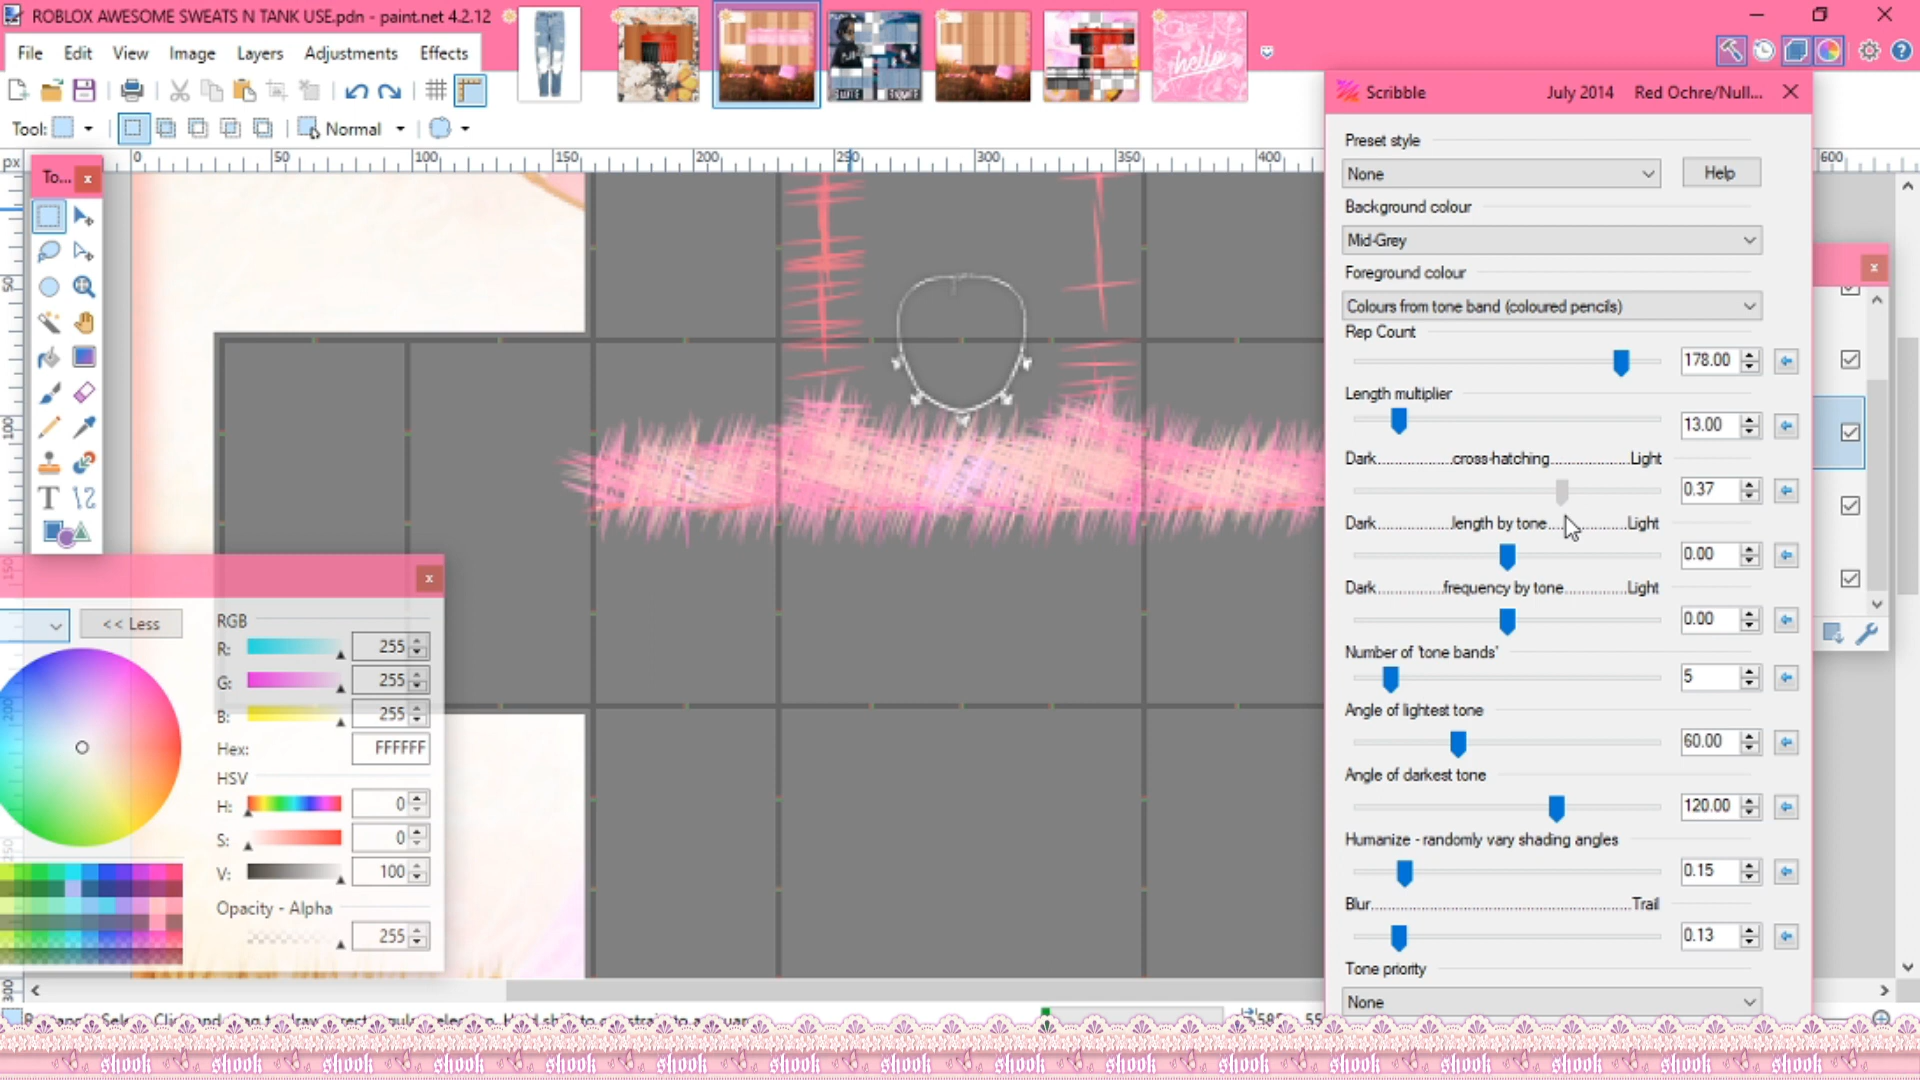 ROBLOX AWESOME SWEATS N TANK USE.pdn - paint.net 4.2.12
File Edit View Image Layers Adjustments Effects
hello
Tool: Normal
px 0 50 100 150 200 250 300 350 400 600
To...
50
100
150
200
250
300
<< Less
RGB
R: 255
G: 255
B: 255
Hex: FFFFFF
HSV
H: 0
S: 0
V: 100
Opacity - Alpha
255
Scribble July 2014 Red Ochre/Null...
Preset style
None Help
Background colour
Mid-Grey
Foreground colour
Colours from tone band (coloured pencils)
Rep Count
178.00
Length multiplier
13.00
Dark..................cross-hatching..................Light
0.37
Dark..................length by tone..................Light
0.00
Dark..................frequency by tone..................Light
0.00
Number of 'tone bands'
5
Angle of lightest tone
60.00
Angle of darkest tone
120.00
Humanize - randomly vary shading angles
0.15
Blur..................Trail
0.13
Tone priority
None
shook shook shook shook shook shook shook shook shook shook shook shook shook